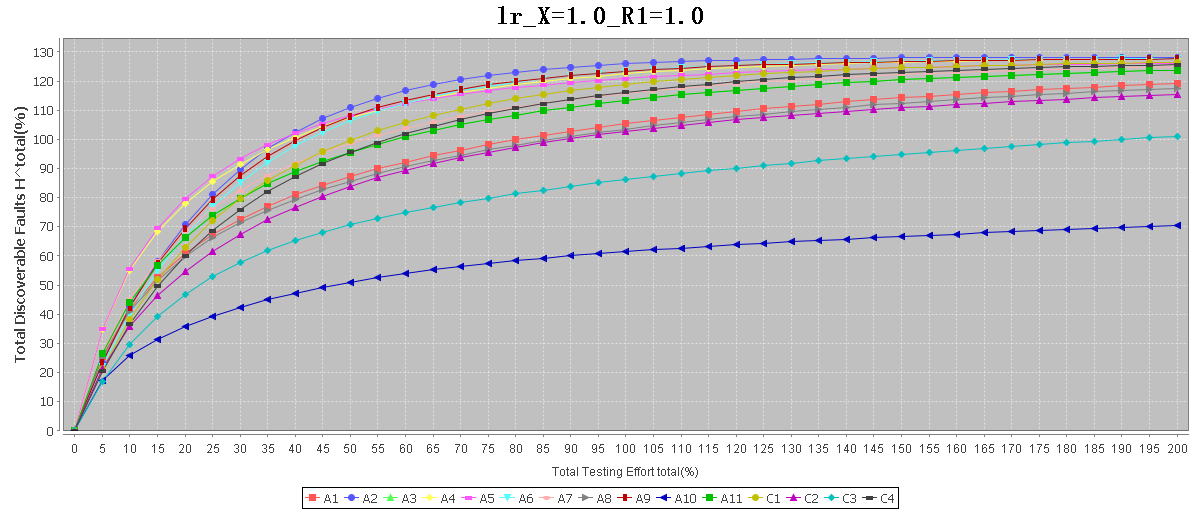 lr_X=1.0_R1=1.0
Total Discoverable Faults H^total(%)
130
120
110
100
90
80
70
60
50
40
30
20
10
0
0 5 10 15 20 25 30 35 40 45 50 55 60 65 70 75 80 85 90 95 100 105 110 115 120 125 130 135 140 145 150 155 160 165 170 175 180 185 190 195 200
Total Testing Effort total(%)
A1 A2 A3 A4 A5 A6 A7 A8 A9 A10 A11 C1 C2 C3 C4